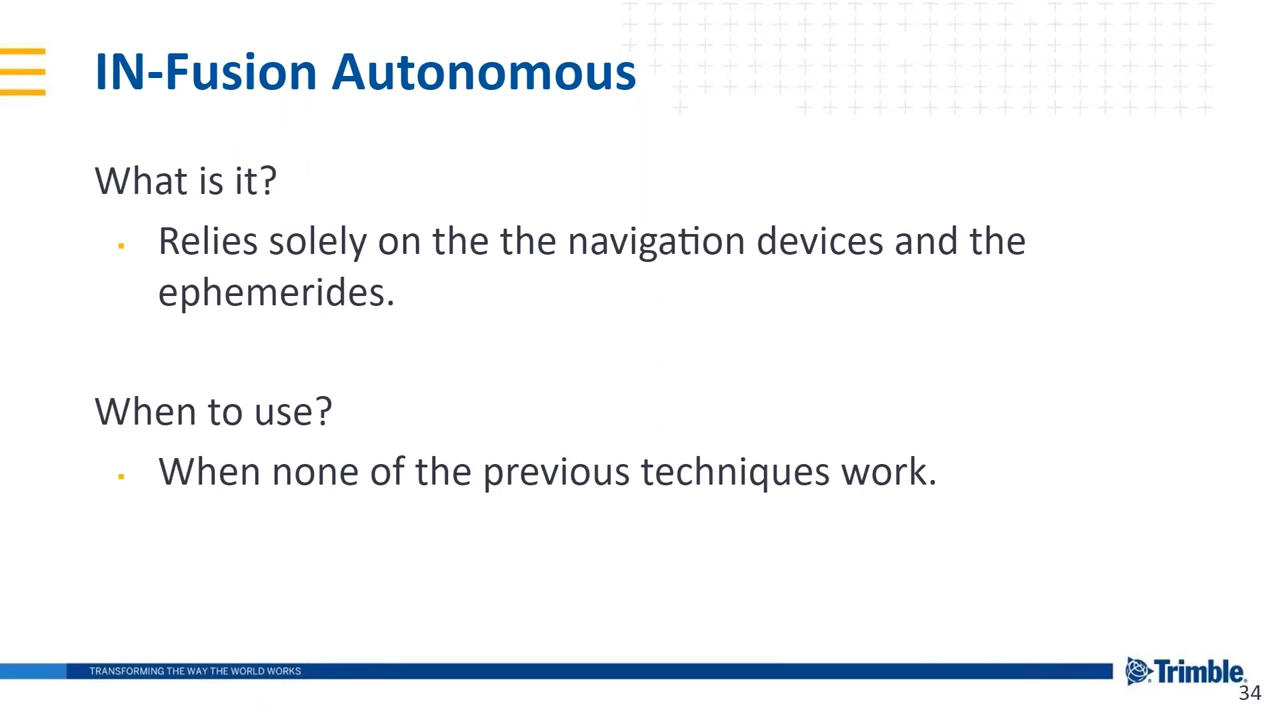 IN-Fusion Autonomous
What is it?
▪ Relies solely on the the navigation devices and the
ephemerides.
When to use?
▪ When none of the previous techniques work.
TRANSFORMING THE WAY THE WORLD WORKS
Trimble
34